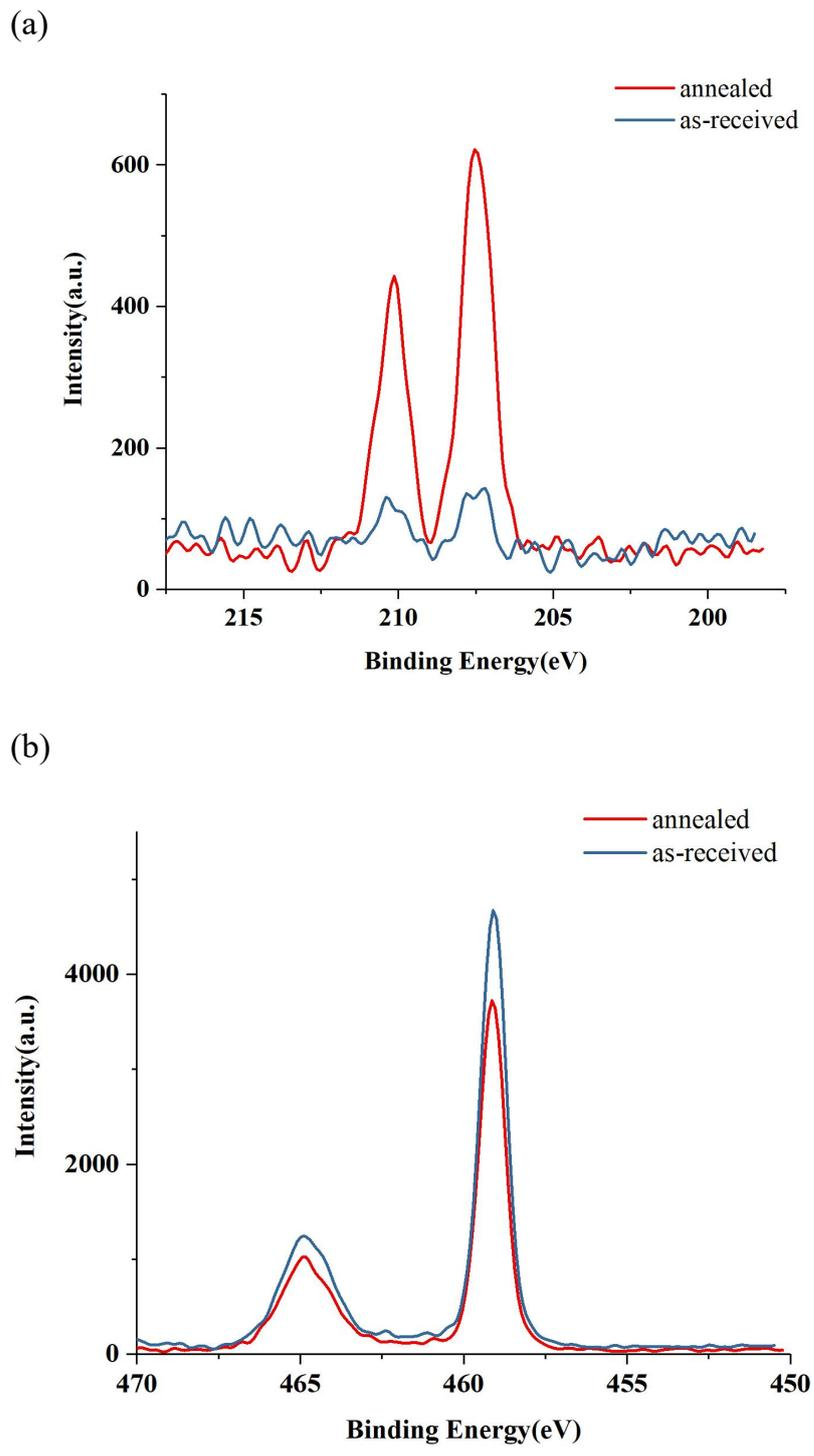 (a)
annealed
as-received
600
400
200
0
Intensity(a.u.)
215 210 205 200
Binding Energy(eV)
(b)
annealed
as-received
4000
2000
0
Intensity(a.u.)
470 465 460 455 450
Binding Energy(eV)